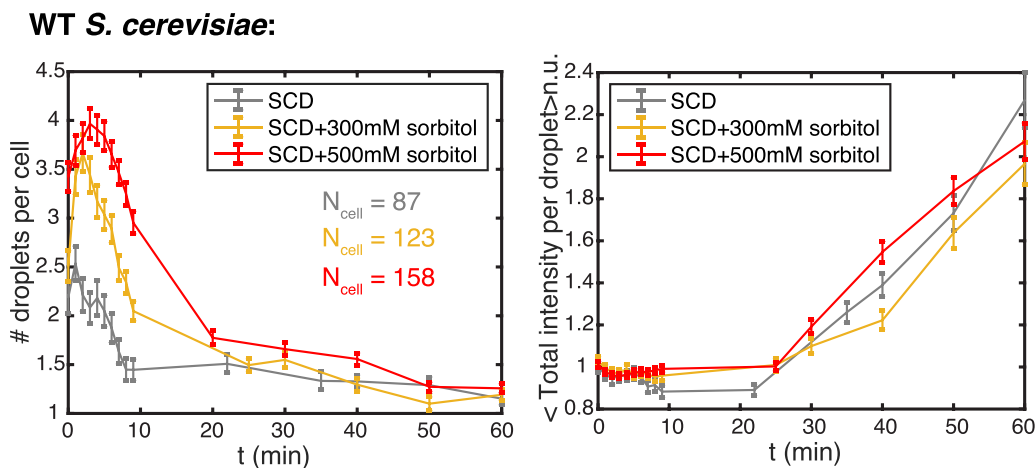 WT S. cerevisiae:
# droplets per cell
4.5
4
3.5
3
2.5
2
1.5
1
0
10
20
30
40
50
60
t (min)
SCD
SCD+300mM sorbitol
SCD+500mM sorbitol
Ncell = 87
Ncell = 123
Ncell = 158
< Total intensity per droplet>n.u.
2.4
2.2
2
1.8
1.6
1.4
1.2
1
0.8
0
10
20
30
40
50
60
t (min)
SCD
SCD+300mM sorbitol
SCD+500mM sorbitol